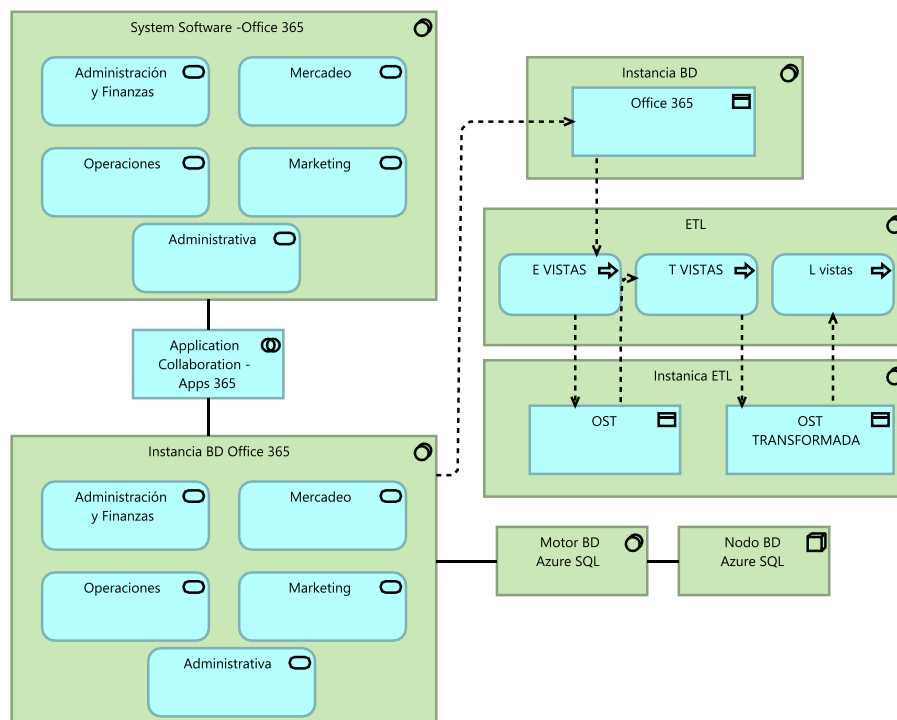 System Software -Office 365
Administración
y Finanzas
Mercadeo
Operaciones
Marketing
Administrativa
Application
Collaboration -
Apps 365
Instancia BD Office 365
Administración
y Finanzas
Mercadeo
Operaciones
Marketing
Administrativa
Instancia BD
Office 365
ETL
E VISTAS
T VISTAS
L vistas
Instanica ETL
OST
OST
TRANSFORMADA
Motor BD
Azure SQL
Nodo BD
Azure SQL